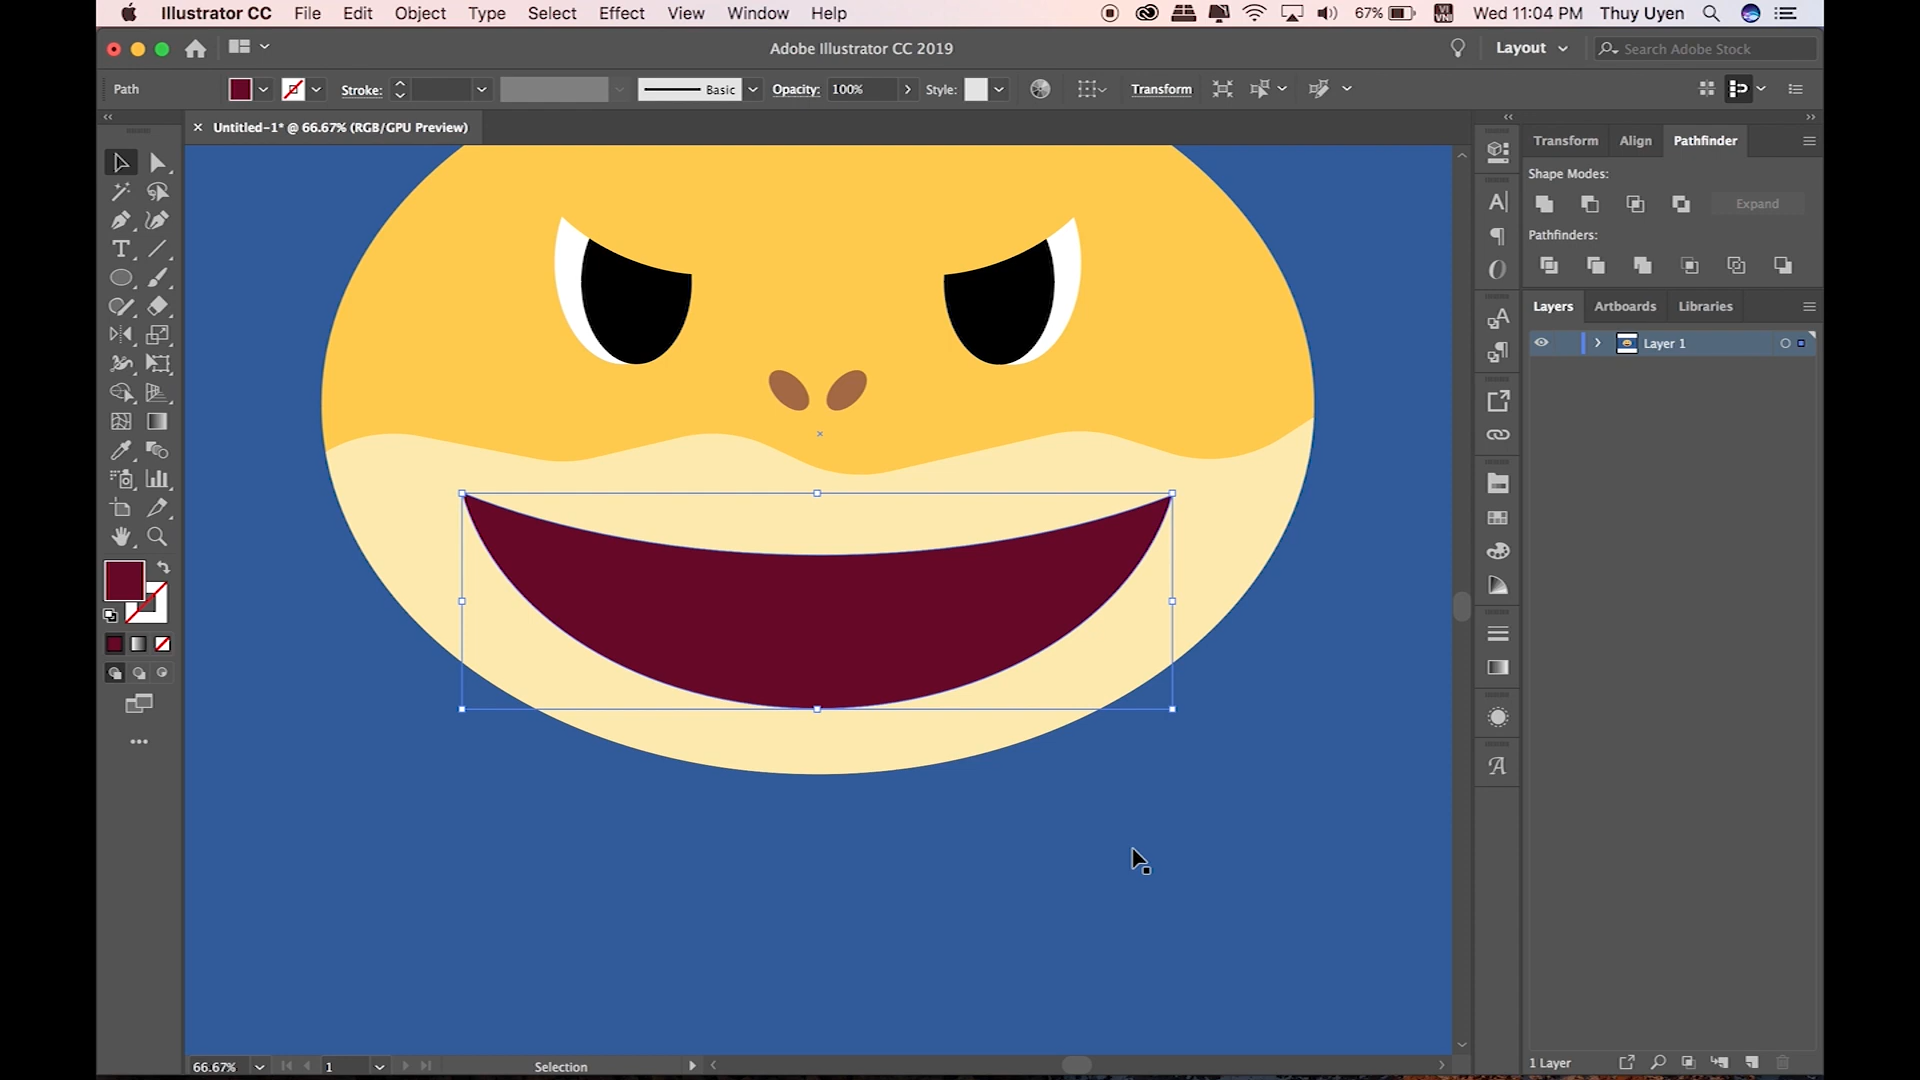 Illustrator CC File Edit Object Type Select Effect View Window Help 67% VI VNI Wed 11:04 PM Thuy Uyen
Adobe Illustrator CC 2019 Layout Search Adobe Stock
Path Stroke: Basic Opacity: 100% Style: Transform
Untitled-1* @ 66.67% (RGB/GPU Preview)
Transform Align Pathfinder
Shape Modes:
Expand
Pathfinders:
Layers Artboards Libraries
Layer 1
66.67% 1 Selection 1 Layer